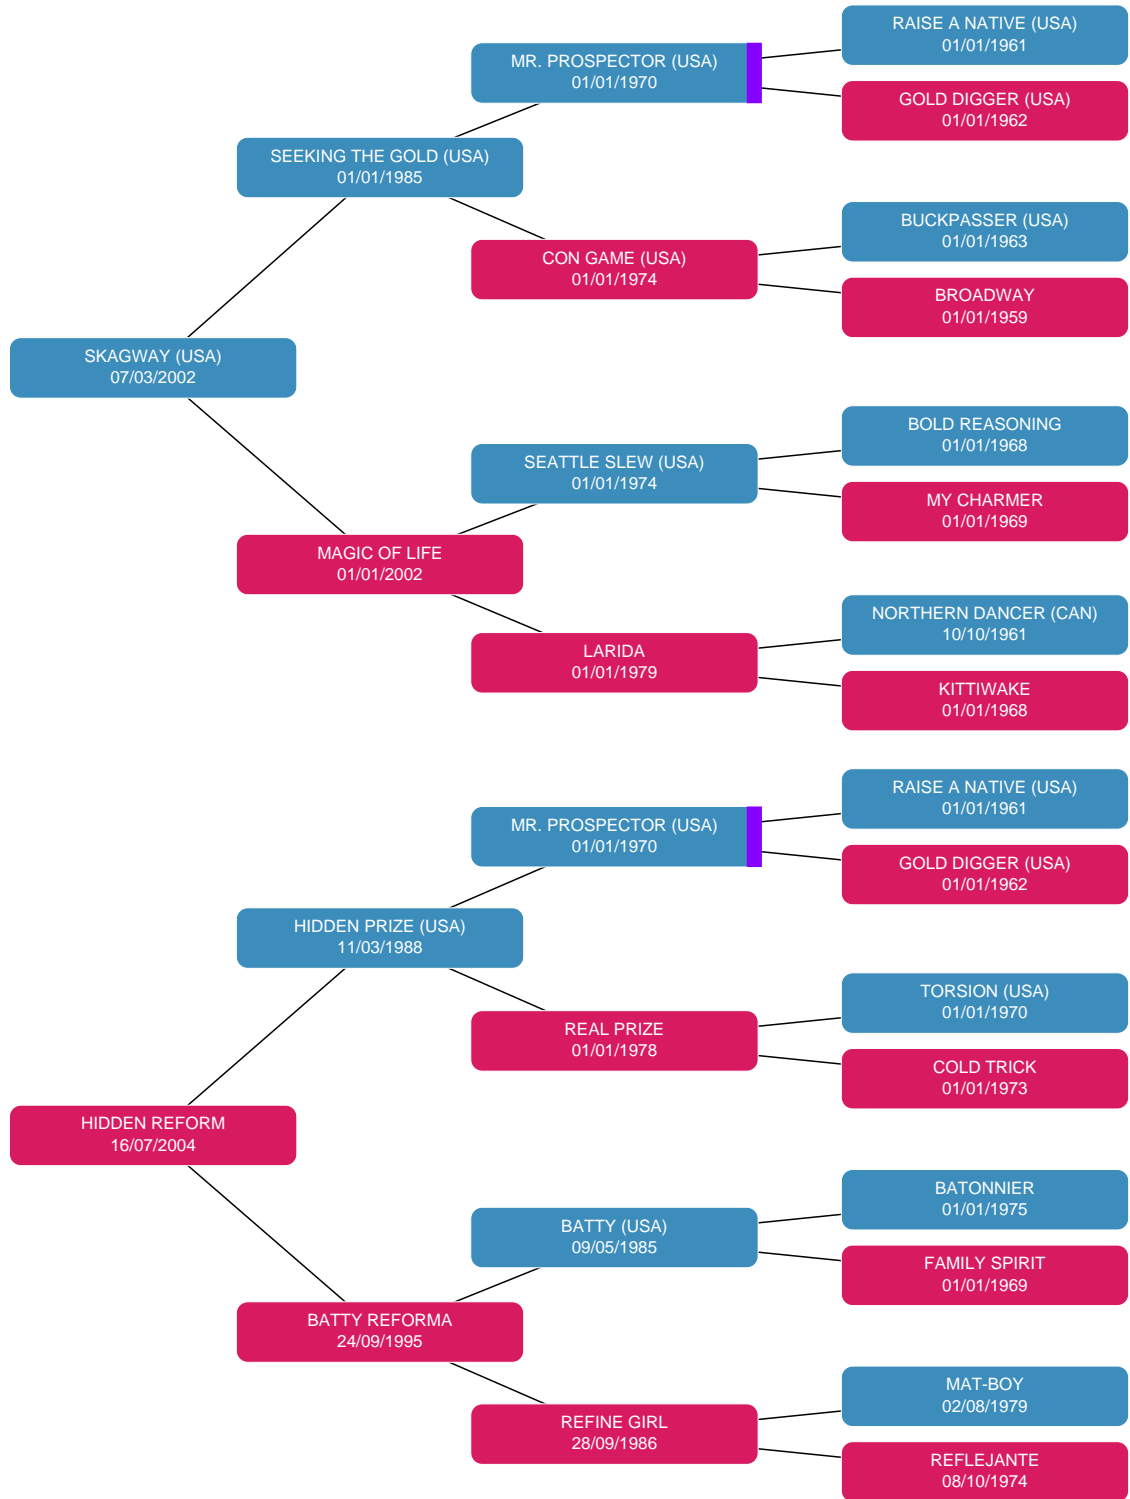 RAISE A NATIVE (USA)
01/01/1961
MR. PROSPECTOR (USA)
01/01/1970
GOLD DIGGER (USA)
01/01/1962
SEEKING THE GOLD (USA)
01/01/1985
BUCKPASSER (USA)
01/01/1963
CON GAME (USA)
01/01/1974
BROADWAY
01/01/1959
SKAGWAY (USA)
07/03/2002
BOLD REASONING
01/01/1968
SEATTLE SLEW (USA)
01/01/1974
MY CHARMER
01/01/1969
MAGIC OF LIFE
01/01/2002
NORTHERN DANCER (CAN)
10/10/1961
LARIDA
01/01/1979
KITTIWAKE
01/01/1968
RAISE A NATIVE (USA)
01/01/1961
MR. PROSPECTOR (USA)
01/01/1970
GOLD DIGGER (USA)
01/01/1962
HIDDEN PRIZE (USA)
11/03/1988
TORSION (USA)
01/01/1970
REAL PRIZE
01/01/1978
COLD TRICK
01/01/1973
HIDDEN REFORM
16/07/2004
BATONNIER
01/01/1975
BATTY (USA)
09/05/1985
FAMILY SPIRIT
01/01/1969
BATTY REFORMA
24/09/1995
MAT-BOY
02/08/1979
REFINE GIRL
28/09/1986
REFLEJANTE
08/10/1974